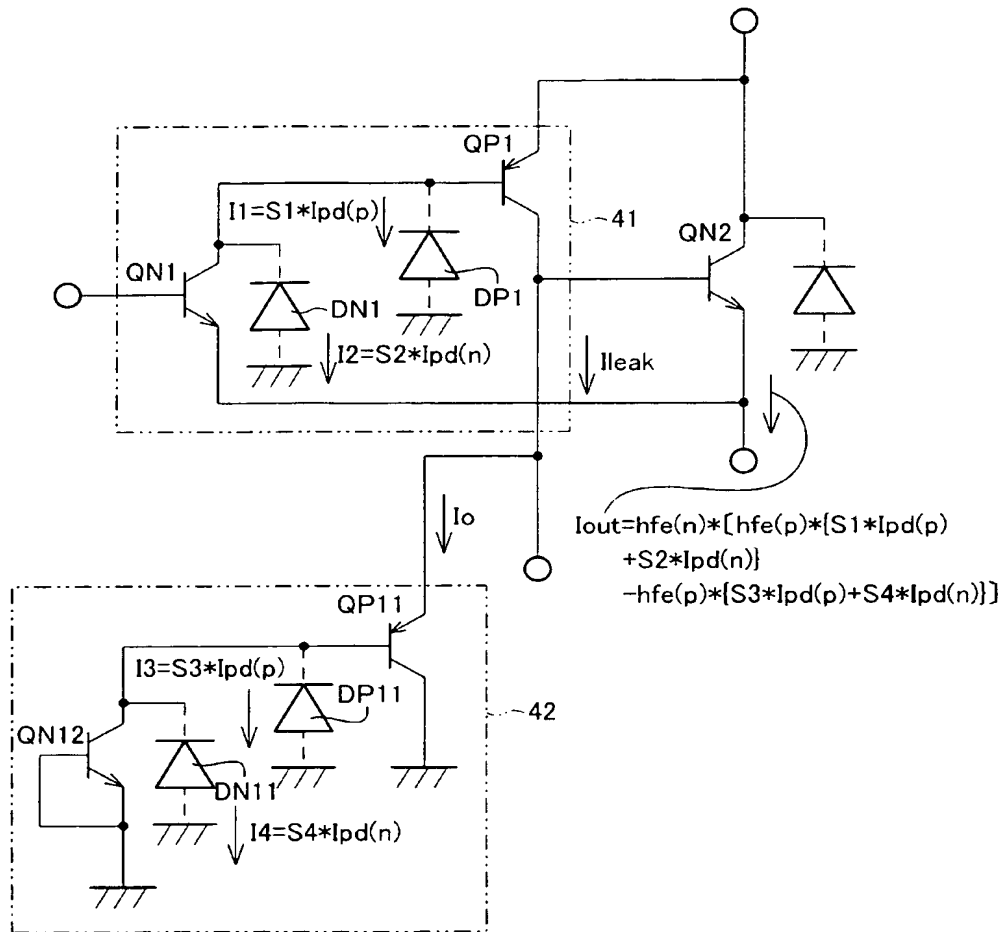 QP1
I1=S1*Ipd(p)
41
QN1
QN2
DN1
DP1
I2=S2*Ipd(n)
Ileak
Io
Iout=hfe(n)*[hfe(p)*{S1*Ipd(p)
+S2*Ipd(n)}
-hfe(p)*{S3*Ipd(p)+S4*Ipd(n)}]
QP11
I3=S3*Ipd(p)
DP11
42
QN12
DN11
I4=S4*Ipd(n)